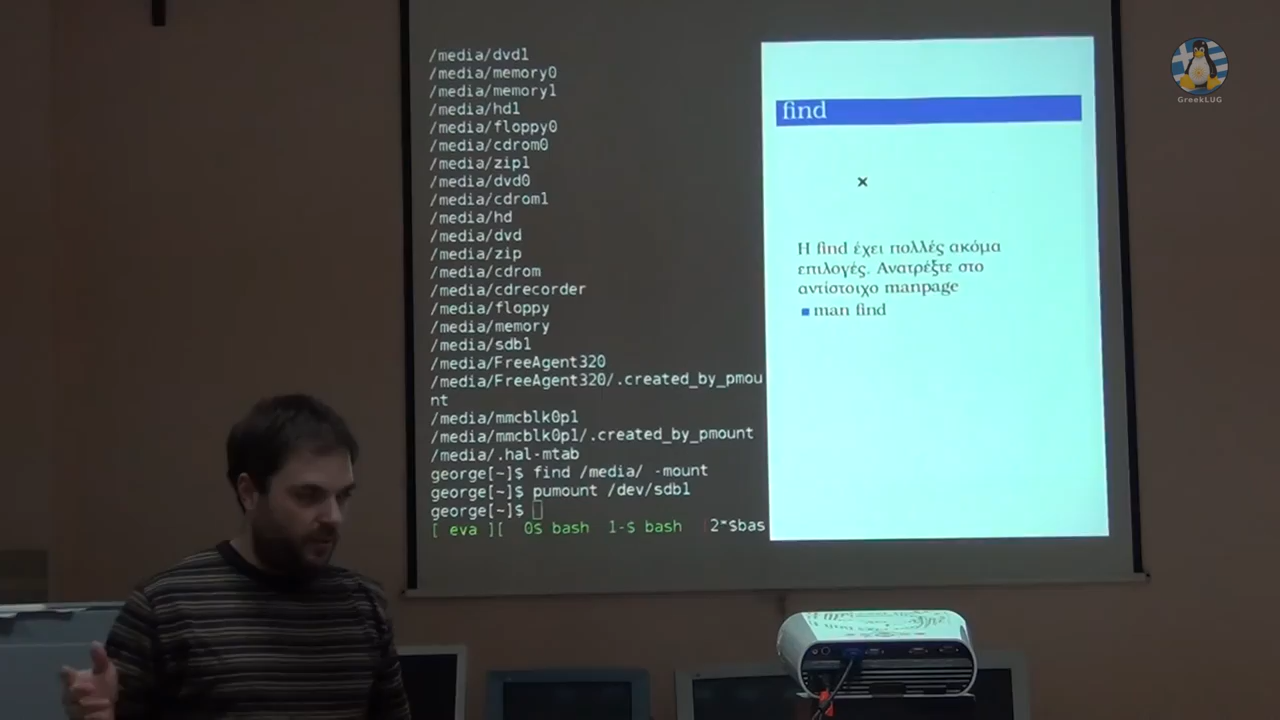 /media/dvd1
/media/memory0
/media/memory1
/media/hd1
/media/floppy0
/media/cdrom0
/media/zip1
/media/dvd0
/media/cdrom1
/media/hd
/media/dvd
/media/zip
/media/cdrom
/media/cdrecorder
/media/floppy
/media/memory
/media/sdb1
/media/FreeAgent320
/media/FreeAgent320/.created_by_pmou
nt
/media/mmcblk0p1
/media/mmcblk0p1/.created_by_pmount
/media/.hal-mtab
george[~]$ find /media/ -mount
george[~]$ pumount /dev/sdb1
george[~]$
[ eva ][ 0$ bash 1-$ bash 2*$bas
find
Η find έχει πολλές ακόμα
επιλογές. Ανατρέξτε στο
αντίστοιχο manpage
man find
GreekLUG